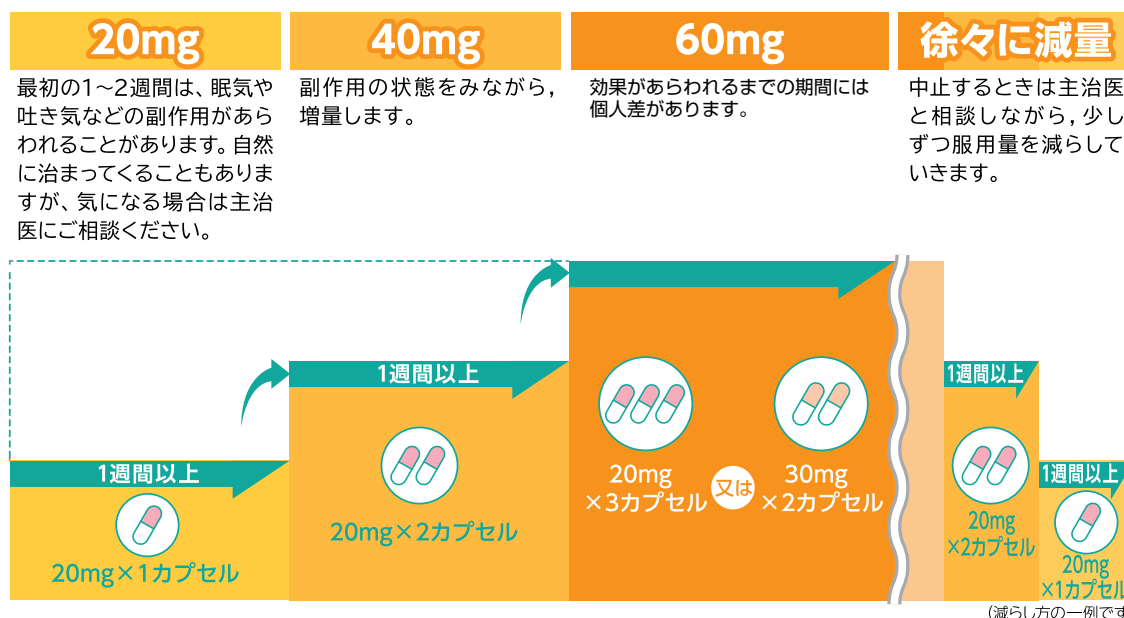 20mg
最初の1～2週間は、眠気や
吐き気などの副作用があら
われることがあります。自然
に治まってくることもありま
すが、気になる場合は主治
医にご相談ください。
40mg
副作用の状態をみながら，
増量します。
60mg
効果があらわれるまでの期間には
個人差があります。
徐々に減量
中止するときは主治医
と相談しながら，少し
ずつ服用量を減らして
いきます。
1週間以上
20mg×1カプセル
1週間以上
20mg×2カプセル
20mg
×3カプセル
又は
30mg
×2カプセル
1週間以上
20mg
×2カプセル
1週間以上
20mg
×1カプセル
（減らし方の一例です